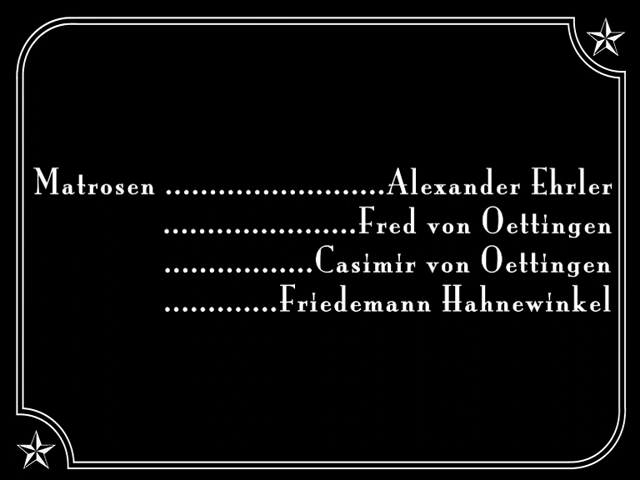 Matrosen .........................Alexander Ehrler
......................Fred von Oettingen
.................Casimir von Oettingen
.............Friedemann Hahnewinkel